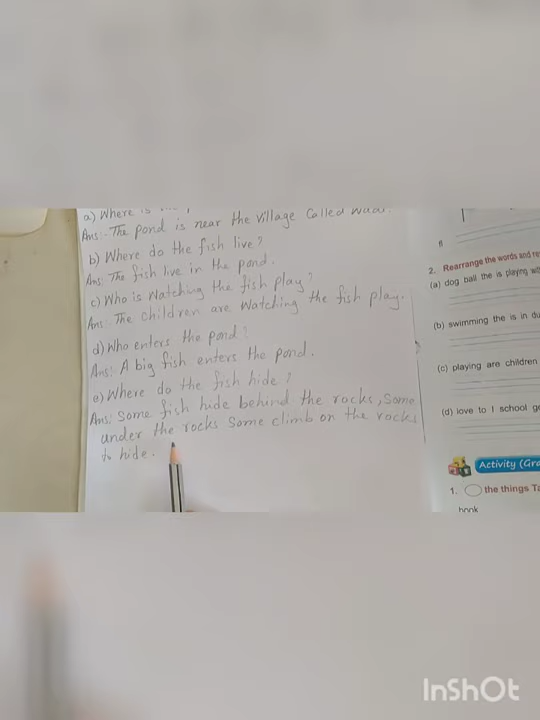 a) Where is
Ans:- The pond is near the village called Wadi.
b) Where do the fish live?
Ans: The fish live in the pond.
c) Who is watching the fish play?
Ans: The children are watching the fish play.
d) Who enters the pond?
Ans: A big fish enters the pond.
e) Where do the fish hide?
Ans: Some fish hide behind the rocks, Some
under the rocks Some climb on the rocks
to hide.
2. Rearrange the words and
(a) dog ball the is playing
(b) swimming the is in
(c) playing are children
(d) love to I school
Activity
1. the things
book
InShOt